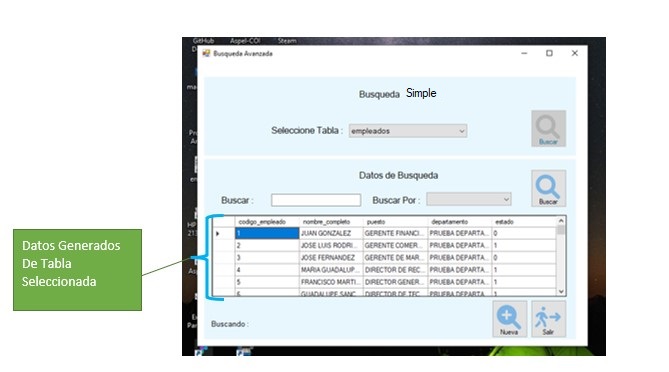 GitHub Aspel-COI Steam
Busqueda Avanzada
Busqueda Simple
Seleccione Tabla : empleados
Buscar
Datos de Busqueda
Buscar : Buscar Por :
Buscar
codigo_empleado nombre_completo puesto departamento estado
1 JUAN GONZALEZ GERENTE FINANCI... PRUEBA DEPARTA... 0
2 JOSE LUIS RODRI... GERENTE COMER... PRUEBA DEPARTA... 1
3 JOSE FERNANDEZ GERENTE DE MAR... PRUEBA DEPARTA... 0
4 MARIA GUADALUP... DIRECTOR DE REC... PRUEBA DEPARTA... 1
5 FRANCISCO MARTI... DIRECTOR GENER... PRUEBA DEPARTA... 1
6 GUADALUPE SANC... DIRECTOR DE TEC... PRUEBA DEPARTA... 1
Datos Generados
De Tabla
Seleccionada
Buscando :
Nueva
Salir